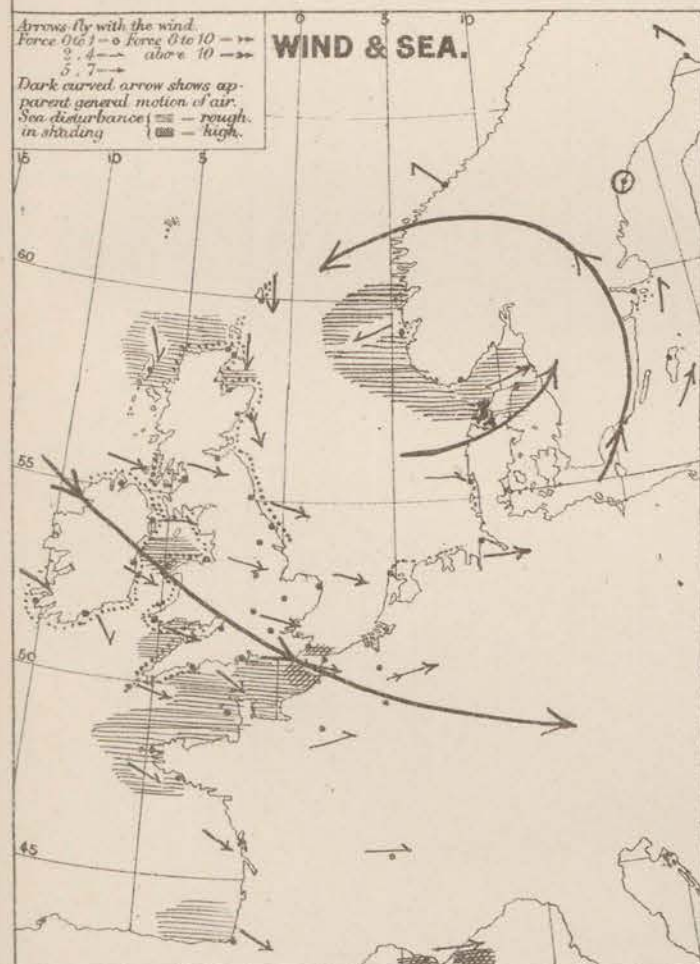 Arrows fly with the wind.
Force 0 to 1 — o Force 8 to 10 —
2 . 4 — above 10 —
5 . 7 —
Dark curved arrow shows ap-
parent general motion of air.
Sea disturbance { — rough.
in shading { — high.
WIND & SEA.
15 10 5 0 5 10
60
55
50
45